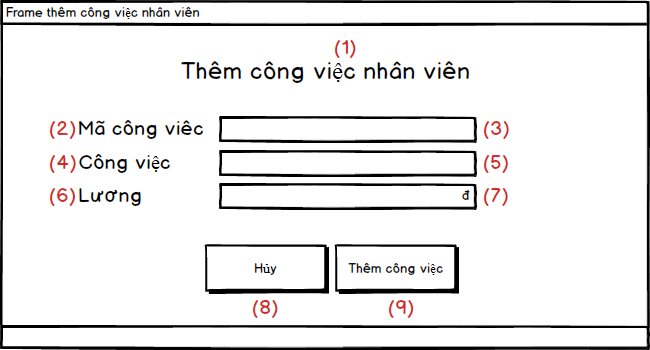 Frame thêm công việc nhân viên
(1)
Thêm công việc nhân viên
(2) Mã công viêc (3)
(4) Công việc (5)
(6) Lương đ (7)
Hủy Thêm công việc
(8) (9)